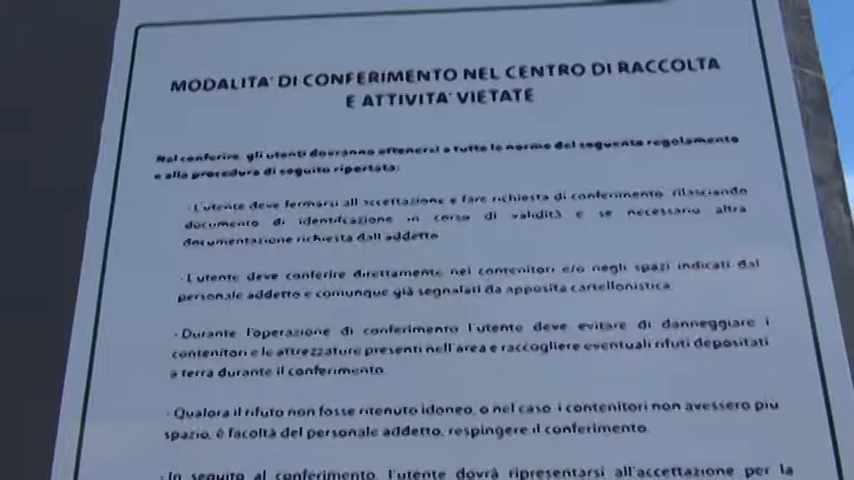 MODALITA' DI CONFERIMENTO NEL CENTRO DI RACCOLTA
E ATTIVITA' VIETATE
Nel conferire, gli utenti dovranno attenersi a tutte le norme del seguente regolamento
e alla procedura di seguito riportata:
- L'utente deve fermarsi all'accettazione e fare richiesta di conferimento, rilasciando
documento di identificazione in corso di validità e se necessario altra
documentazione richiesta dall'addetto.
- L'utente deve conferire direttamente nei contenitori e/o negli spazi indicati dal
personale addetto e comunque già segnalati da apposita cartellonistica
- Durante l'operazione di conferimento l'utente deve evitare di danneggiare i
contenitori e le attrezzature presenti nell'area e raccogliere eventuali rifiuti depositati
a terra durante il conferimento.
- Qualora il rifiuto non fosse ritenuto idoneo, o nel caso i contenitori non avessero più
spazio, è facoltà del personale addetto, respingere il conferimento.
- In seguito al conferimento, l'utente dovrà ripresentarsi all'accettazione per la